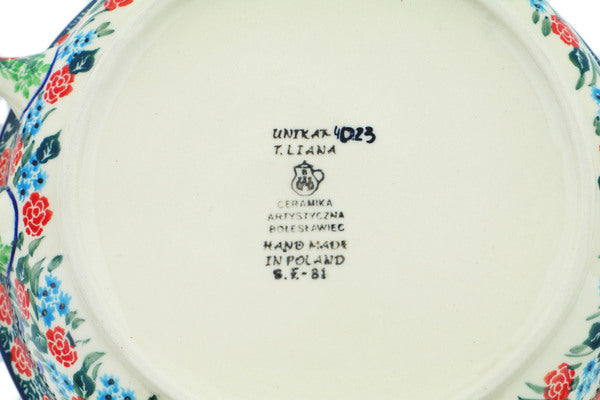 UNIKAT 4023
T. LIANA
B
CERAMIKA
ARTYSTYCZNA
BOLESŁAWIEC
HAND MADE
IN POLAND
S.F.-81